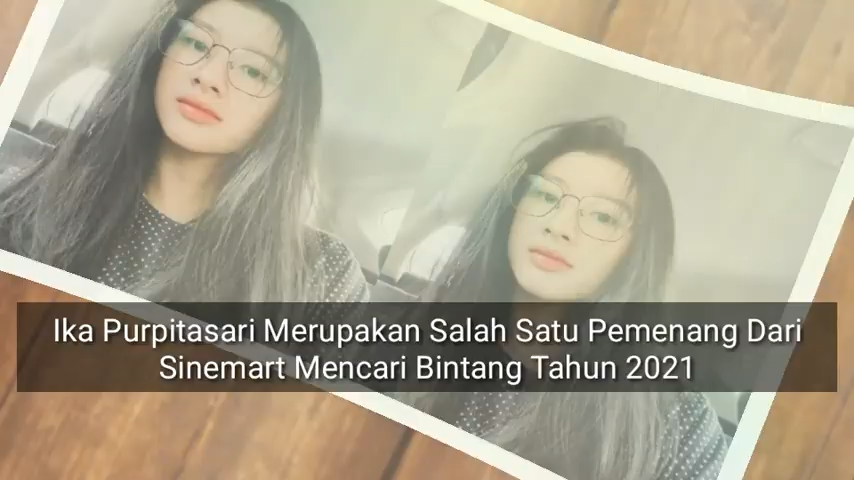 Ika Purpitasari Merupakan Salah Satu Pemenang Dari
Sinemart Mencari Bintang Tahun 2021